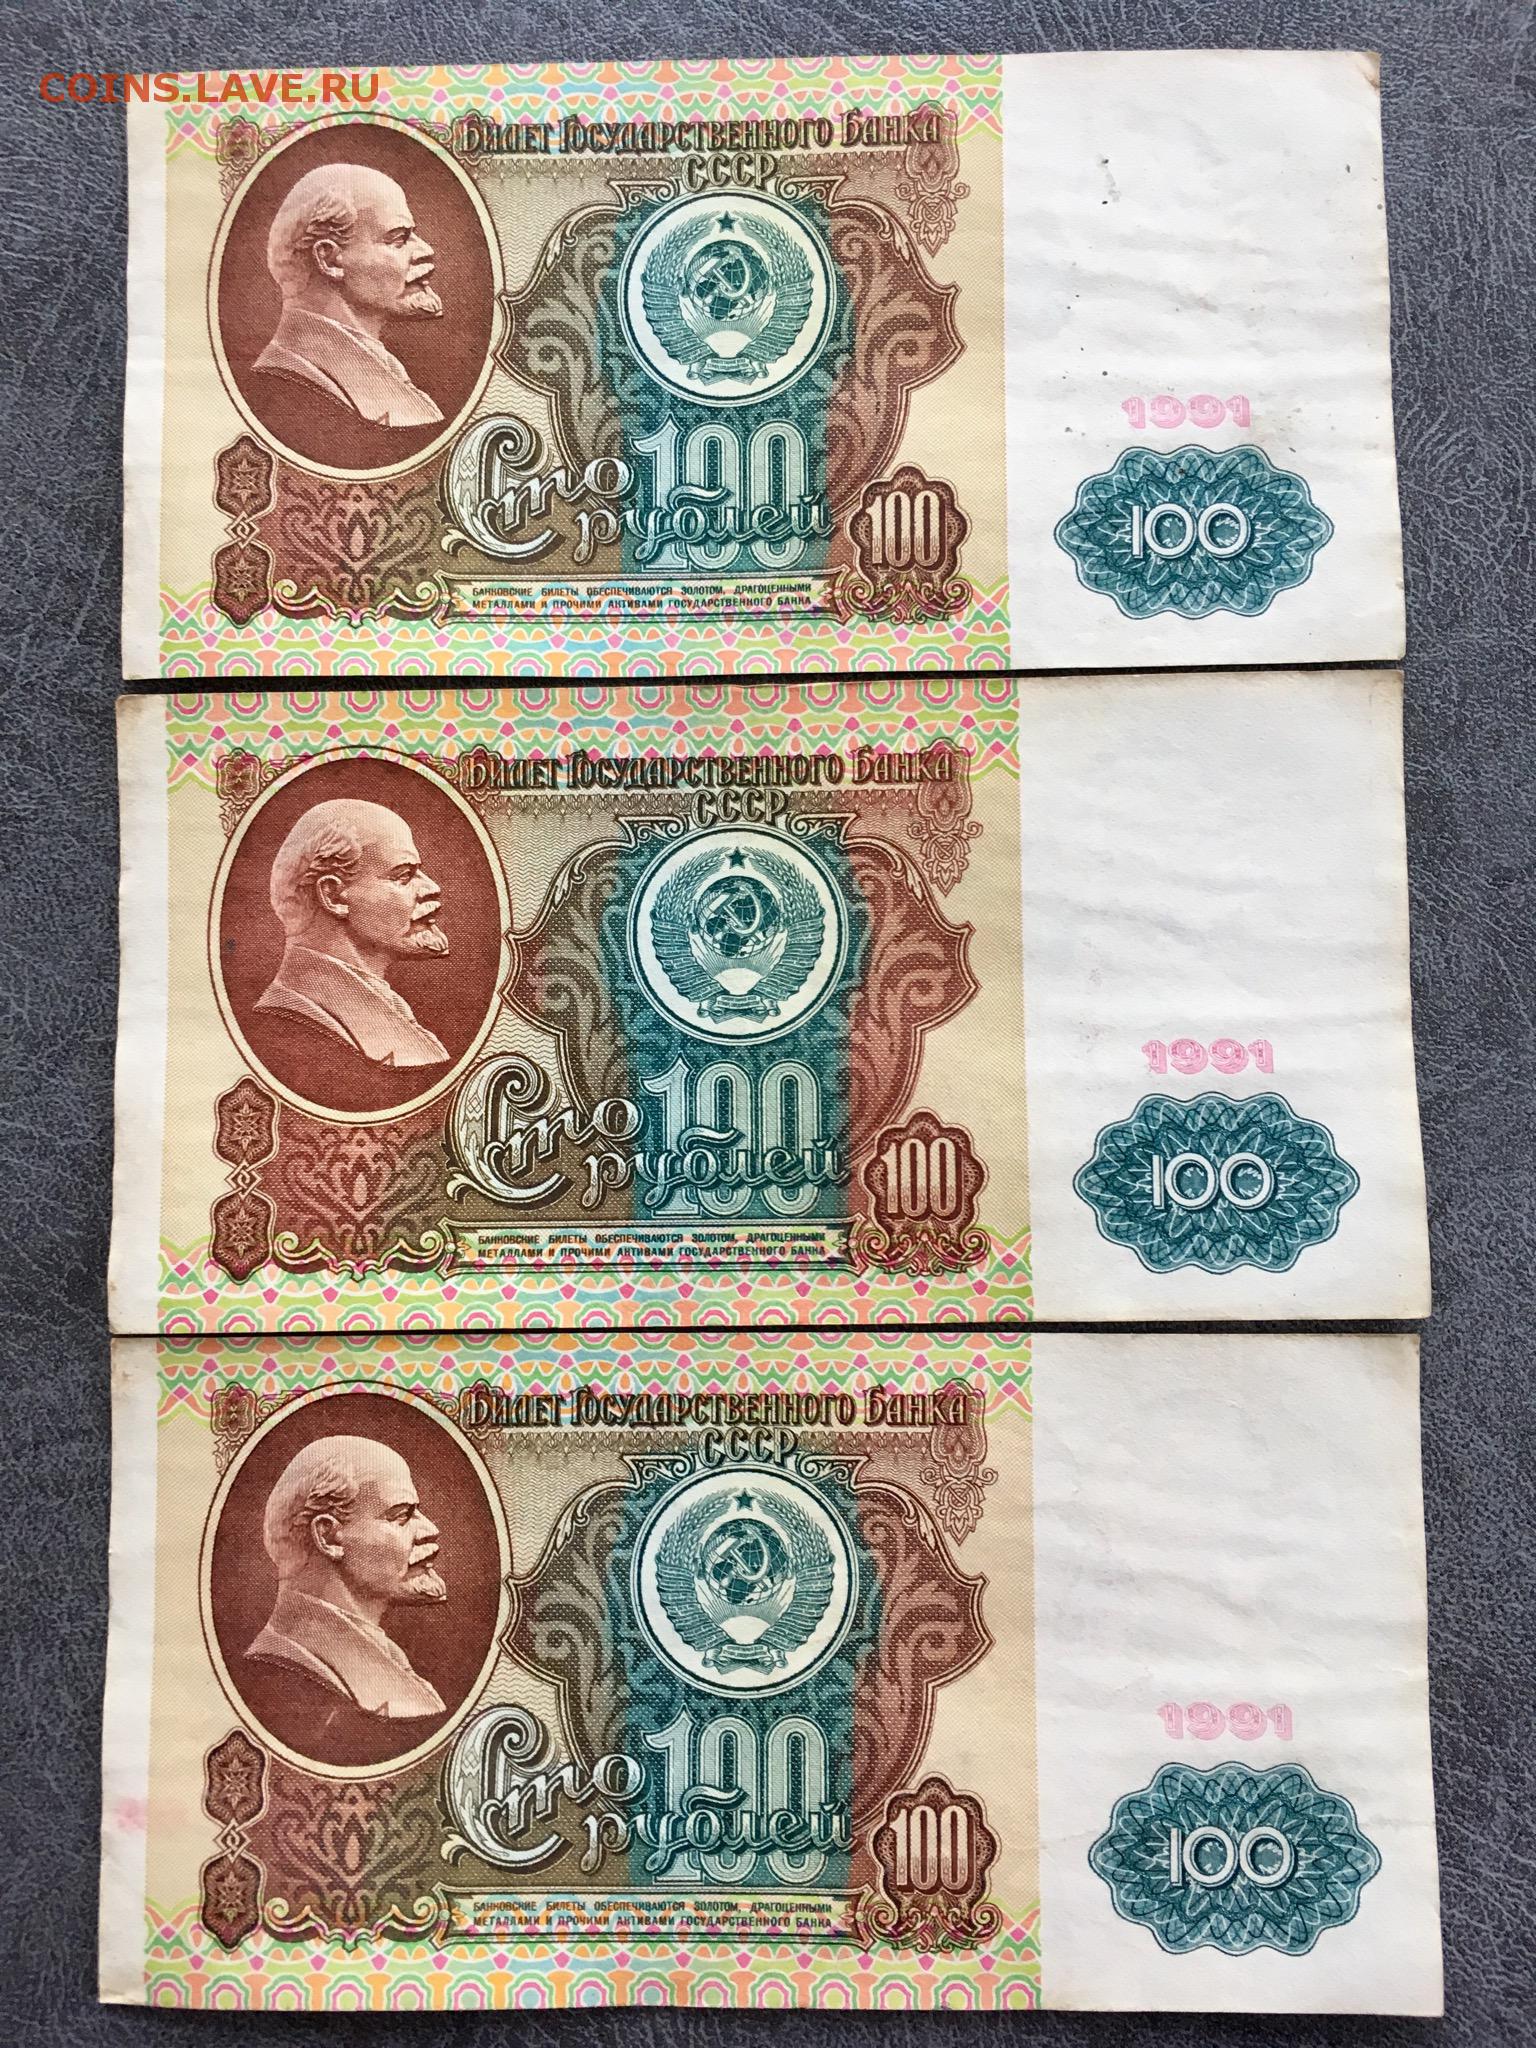 COINS.LAVE.RU
Билет Государственного Банка
СССР
1991
Сто
100
рублей
100
100
БАНКОВСКИЕ БИЛЕТЫ ОБЕСПЕЧИВАЮТСЯ ЗОЛОТОМ, ДРАГОЦЕННЫМИ
МЕТАЛЛАМИ И ПРОЧИМИ АКТИВАМИ ГОСУДАРСТВЕННОГО БАНКА
Билет Государственного Банка
СССР
1991
Сто
100
рублей
100
100
БАНКОВСКИЕ БИЛЕТЫ ОБЕСПЕЧИВАЮТСЯ ЗОЛОТОМ, ДРАГОЦЕННЫМИ
МЕТАЛЛАМИ И ПРОЧИМИ АКТИВАМИ ГОСУДАРСТВЕННОГО БАНКА
Билет Государственного Банка
СССР
1991
Сто
100
рублей
100
100
БАНКОВСКИЕ БИЛЕТЫ ОБЕСПЕЧИВАЮТСЯ ЗОЛОТОМ, ДРАГОЦЕННЫМИ
МЕТАЛЛАМИ И ПРОЧИМИ АКТИВАМИ ГОСУДАРСТВЕННОГО БАНКА